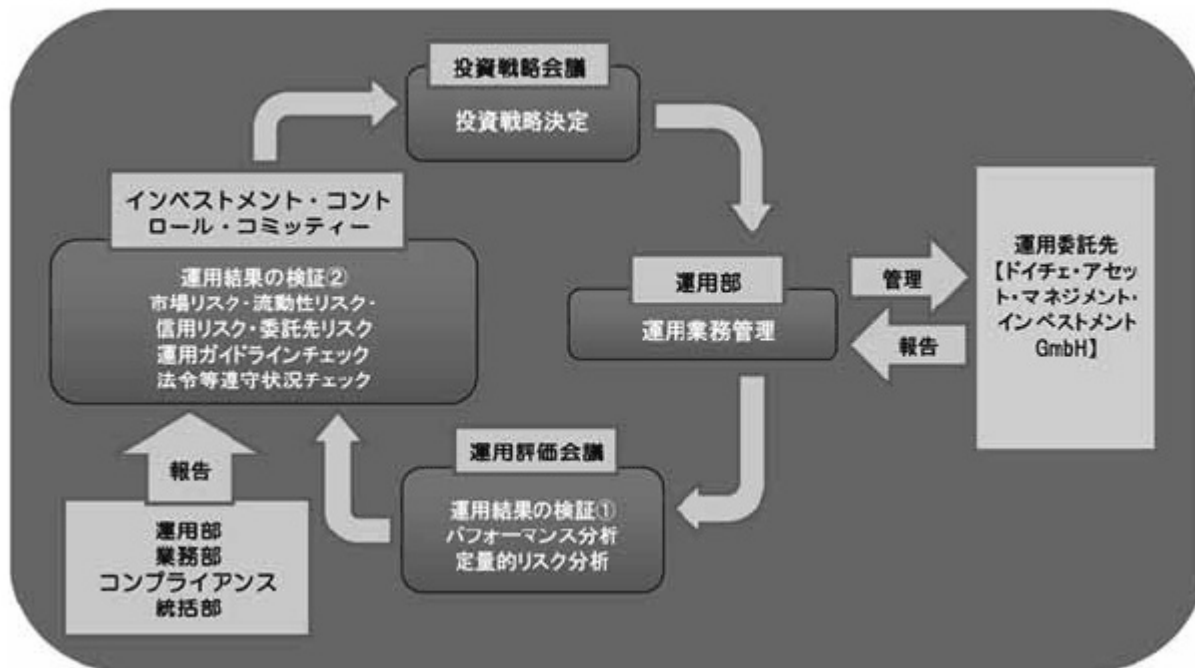 投資戦略会議
投資戦略決定
インベストメント・コント
ロール・コミッティー
運用結果の検証②
市場リスク・流動性リスク・
信用リスク・委託先リスク
運用ガイドラインチェック
法令等遵守状況チェック
運用部
運用業務管理
管理
報告
運用委託先
【ドイチェ・アセッ
ト・マネジメント・
インベストメント
GmbH】
運用評価会議
運用結果の検証①
パフォーマンス分析
定量的リスク分析
報告
運用部
業務部
コンプライアンス
統括部